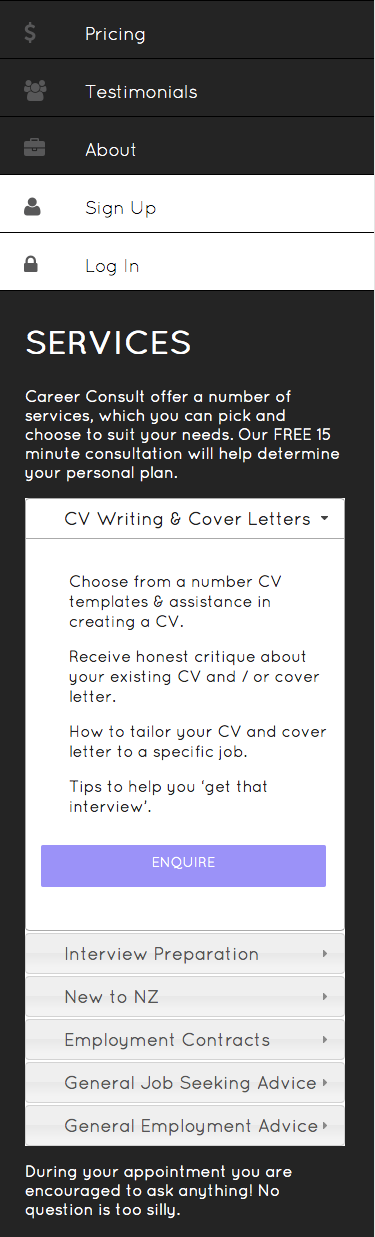 Pricing
Testimonials
About
Sign Up
Log In
SERVICES
Career Consult offer a number of
services, which you can pick and
choose to suit your needs. Our FREE 15
minute consultation will help determine
your personal plan.
CV Writing & Cover Letters
Choose from a number CV
templates & assistance in
creating a CV.
Receive honest critique about
your existing CV and / or cover
letter.
How to tailor your CV and cover
letter to a specific job.
Tips to help you ‘get that
interview’.
ENQUIRE
Interview Preparation
New to NZ
Employment Contracts
General Job Seeking Advice
General Employment Advice
During your appointment you are
encouraged to ask anything! No
question is too silly.